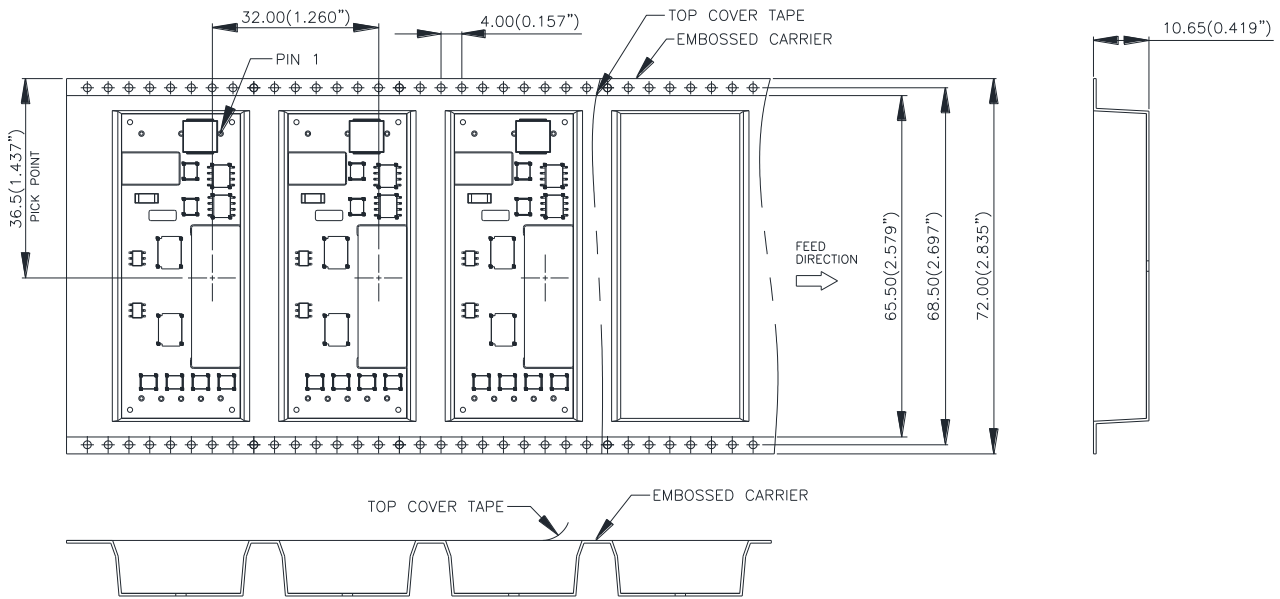 32.00(1.260”)
4.00(0.157”)
TOP COVER TAPE
EMBOSSED CARRIER
10.65(0.419”)
PIN 1
36.5(1.437”)
PICK POINT
FEED
DIRECTION
65.50(2.579”)
68.50(2.697”)
72.00(2.835”)
TOP COVER TAPE
EMBOSSED CARRIER